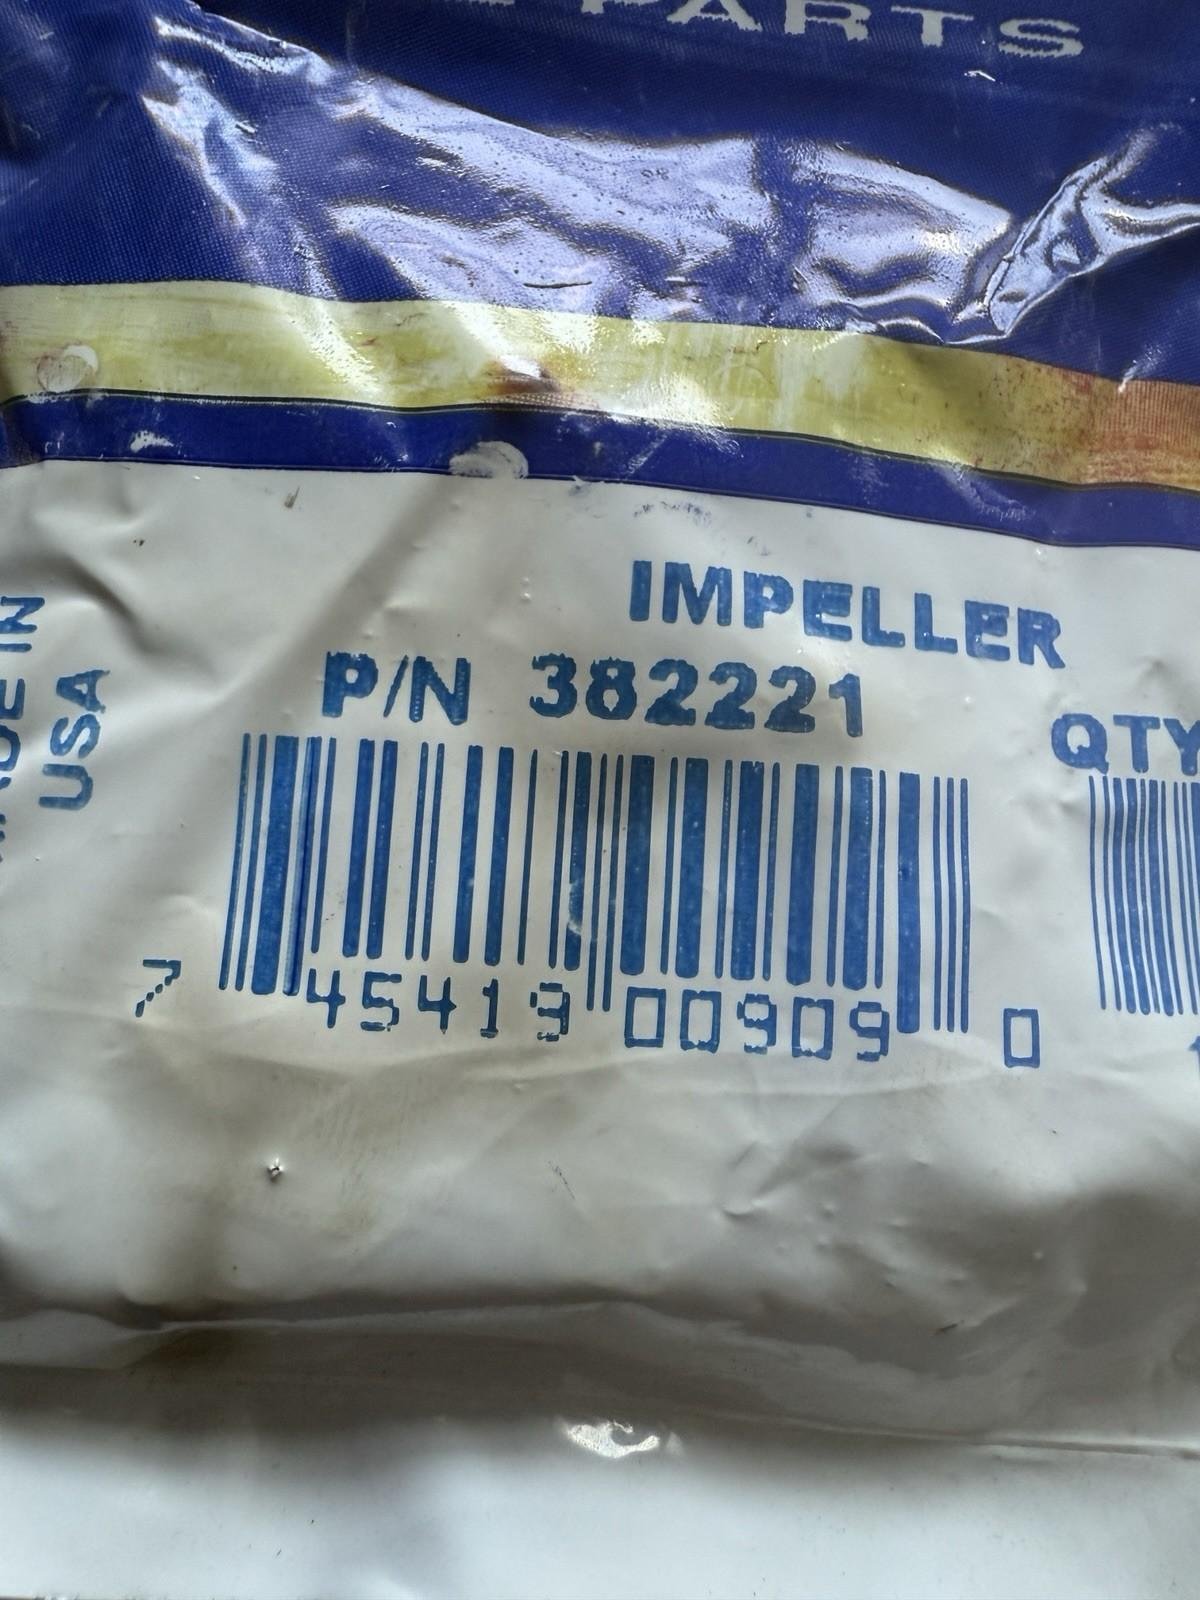 PARTS
IMPELLER
P/N 382221
QTY
MADE IN
USA
7 45419 00909 0